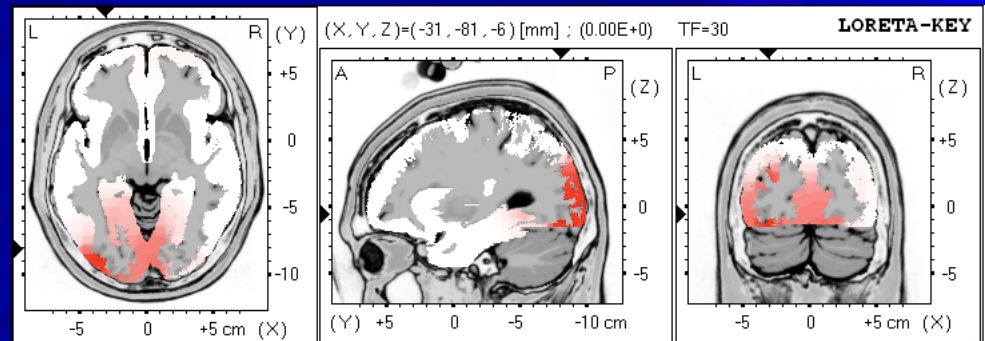 (X, Y, Z)=(-31 ,-81,-6) [mm] ; (0.00E+0) TF=30 LORETA-KEY
L R (Y)
+5
0
-5
-10
-5 0 +5 cm (X)
A P (Z)
+5
0
-5
(Y) +5 0 -5 -10 cm
L R (Z)
+5
0
-5
-5 0 +5 cm (X)